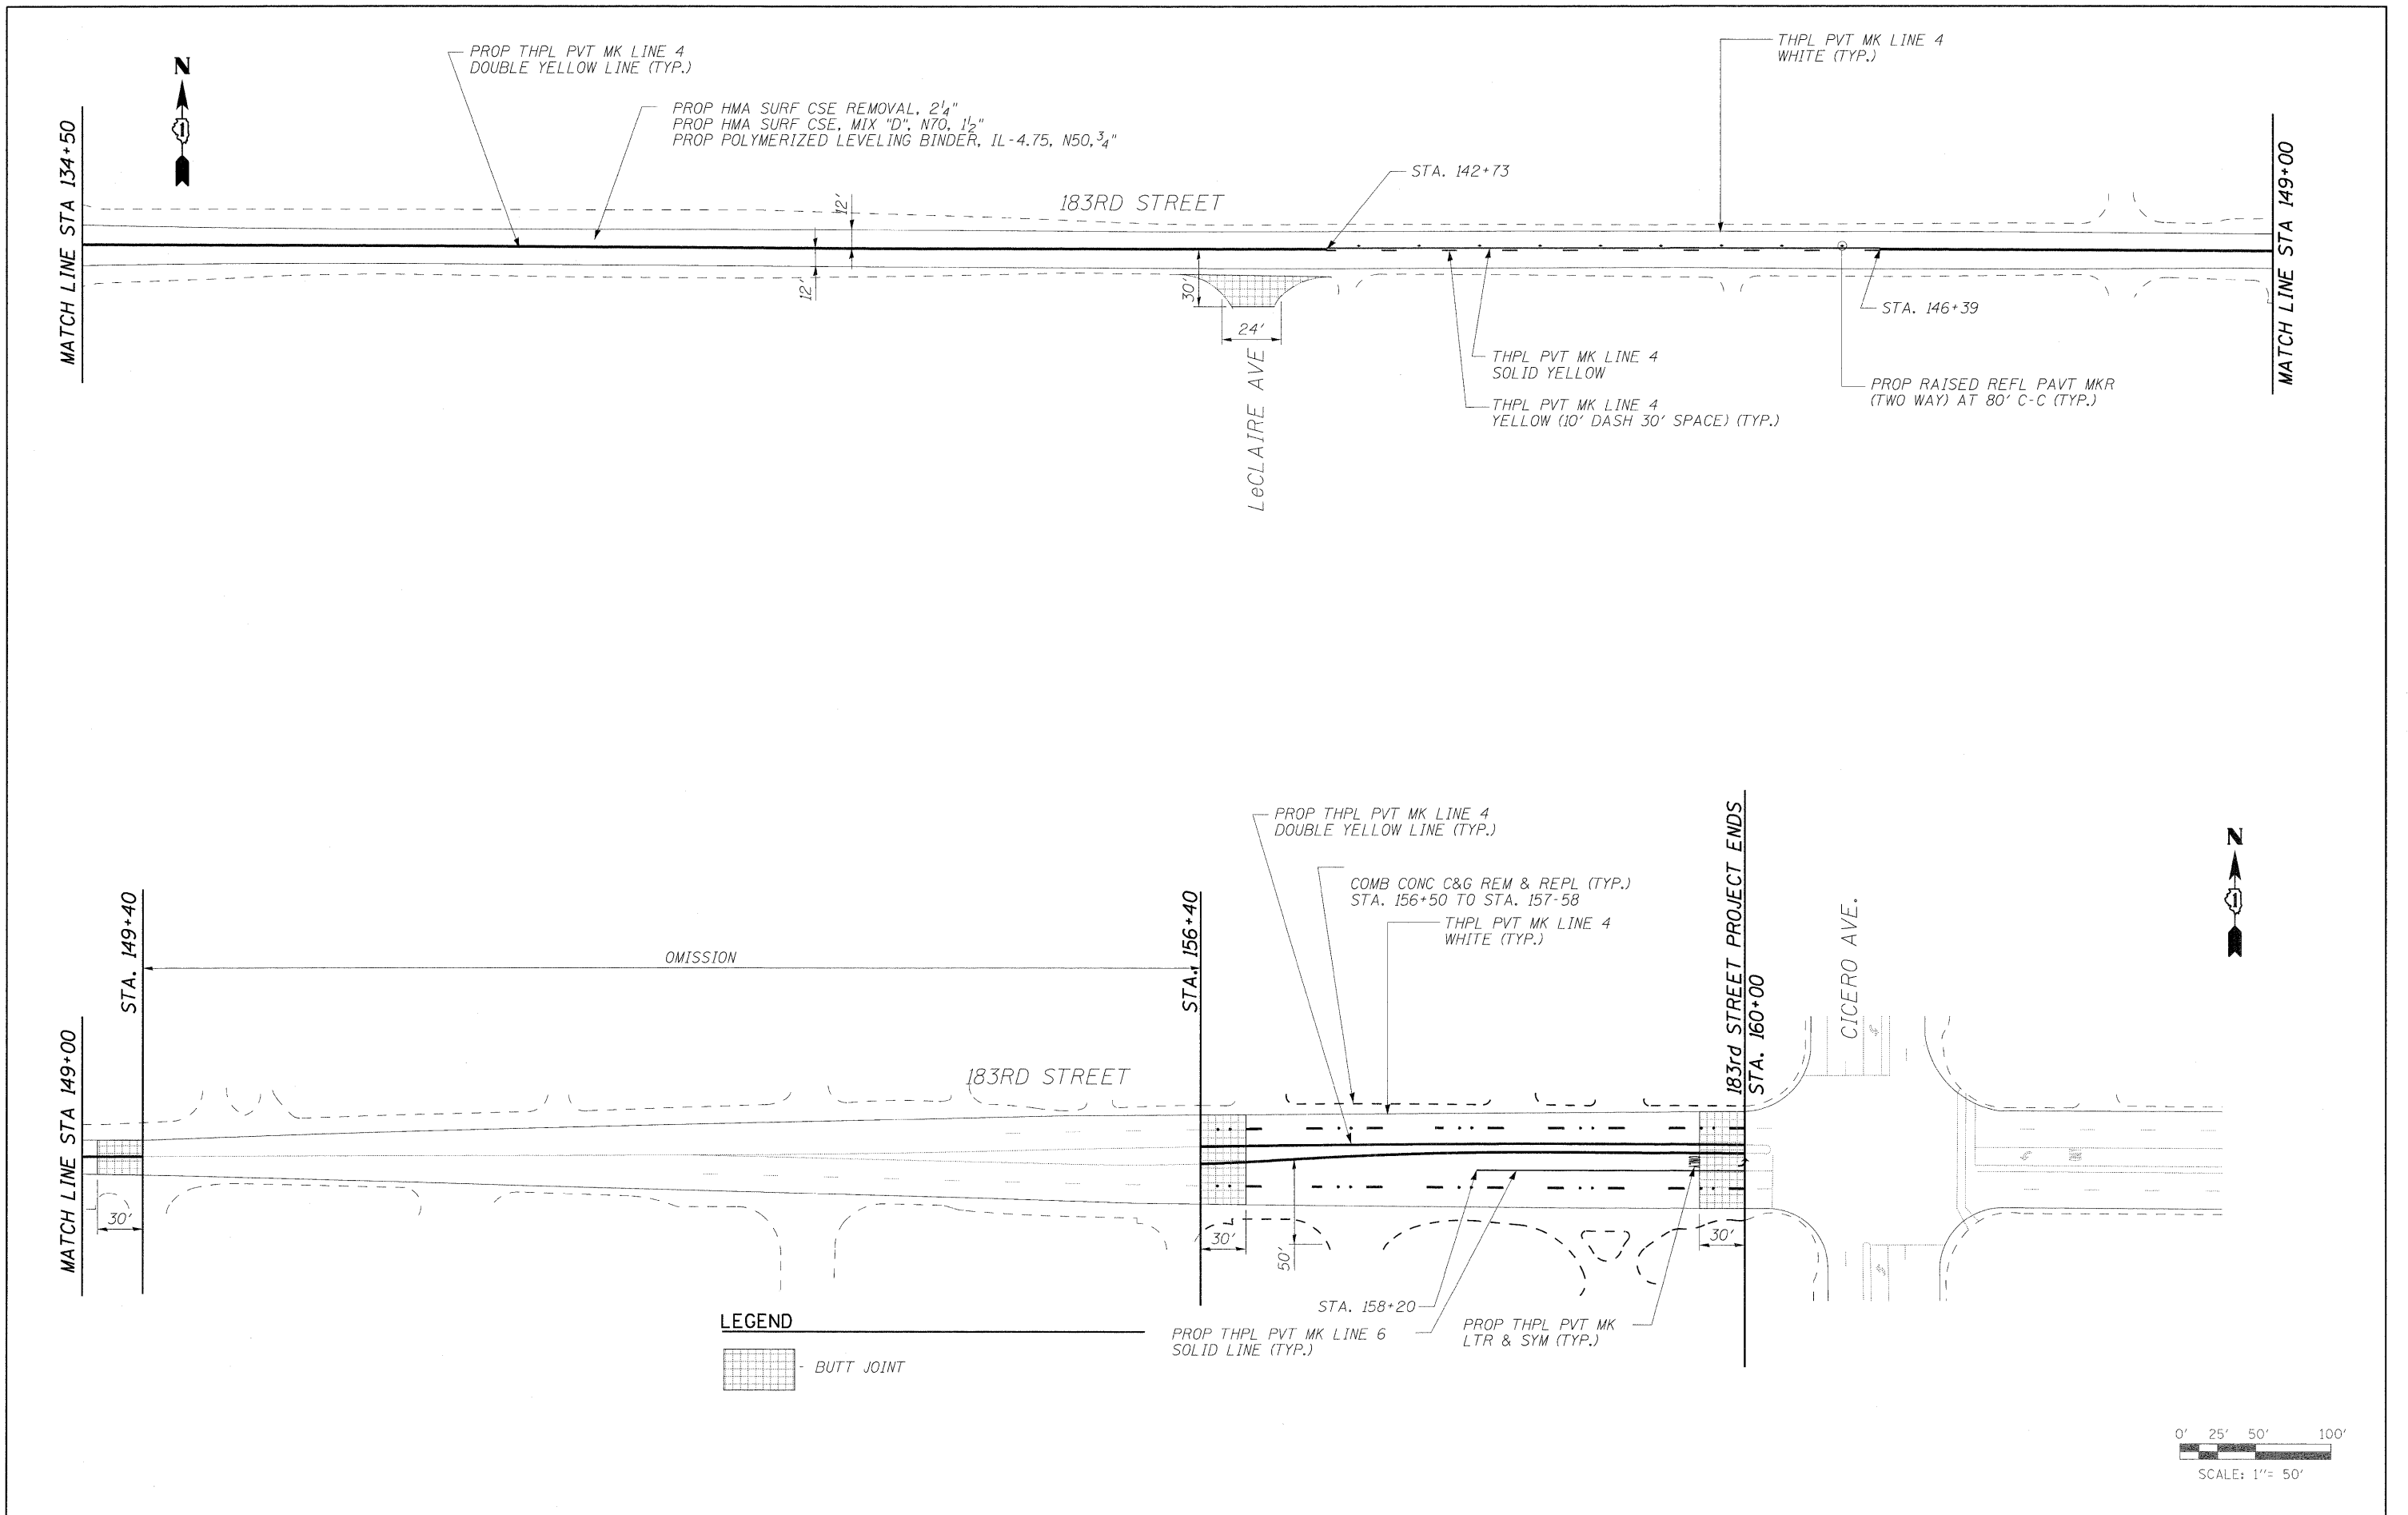 PROP THPL PVT MK LINE 4
DOUBLE YELLOW LINE (TYP.)
THPL PVT MK LINE 4
WHITE (TYP.)
N
1
PROP HMA SURF CSE REMOVAL, 2 1/4"
PROP HMA SURF CSE, MIX "D", N70, 1 1/2"
PROP POLYMERIZED LEVELING BINDER, IL-4.75, N50, 3/4"
MATCH LINE STA 134+50
STA. 142+73
183RD STREET
12'
12'
30'
24'
LeCLAIRE AVE
STA. 146+39
MATCH LINE STA 149+00
THPL PVT MK LINE 4
SOLID YELLOW
PROP RAISED REFL PAVT MKR
(TWO WAY) AT 80' C-C (TYP.)
THPL PVT MK LINE 4
YELLOW (10' DASH 30' SPACE) (TYP.)
PROP THPL PVT MK LINE 4
DOUBLE YELLOW LINE (TYP.)
COMB CONC C&G REM & REPL (TYP.)
STA. 156+50 TO STA. 157-58
THPL PVT MK LINE 4
WHITE (TYP.)
183rd STREET PROJECT ENDS
STA. 160+00
CICERO AVE.
N
1
STA. 149+40
OMISSION
STA. 156+40
MATCH LINE STA 149+00
183RD STREET
30'
30'
50'
30'
STA. 158+20
PROP THPL PVT MK LINE 6
SOLID LINE (TYP.)
PROP THPL PVT MK
LTR & SYM (TYP.)
LEGEND
- BUTT JOINT
0' 25' 50' 100'
SCALE: 1"= 50'